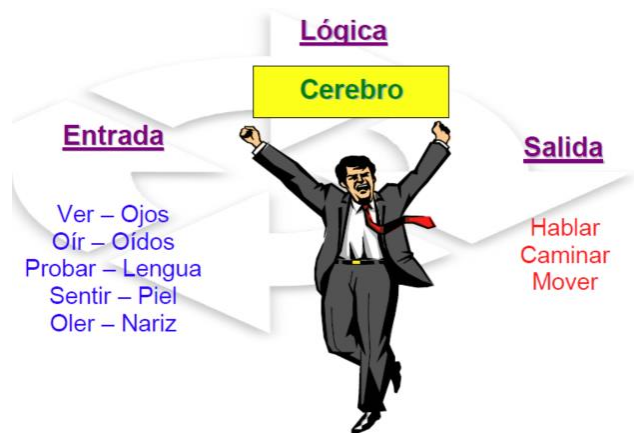 Lógica
Cerebro
Entrada
Salida
Ver – Ojos
Oír – Oídos
Probar – Lengua
Sentir – Piel
Oler – Nariz
Hablar
Caminar
Mover